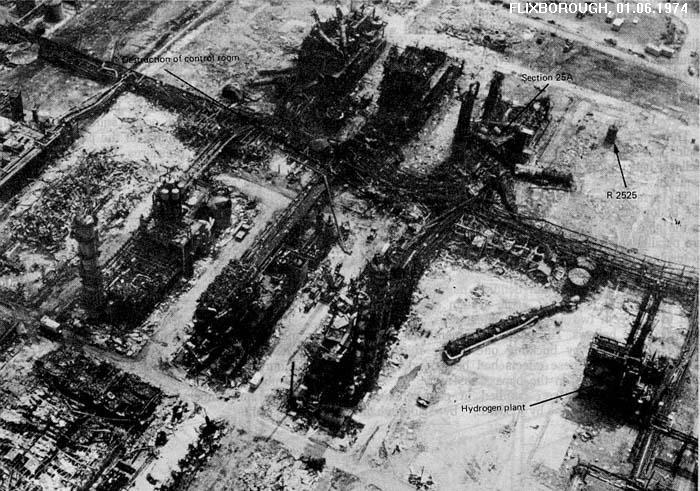 FLIXBOROUGH, 01.06.1974
Destruction of control room
Section 25A
R 2525
Hydrogen plant